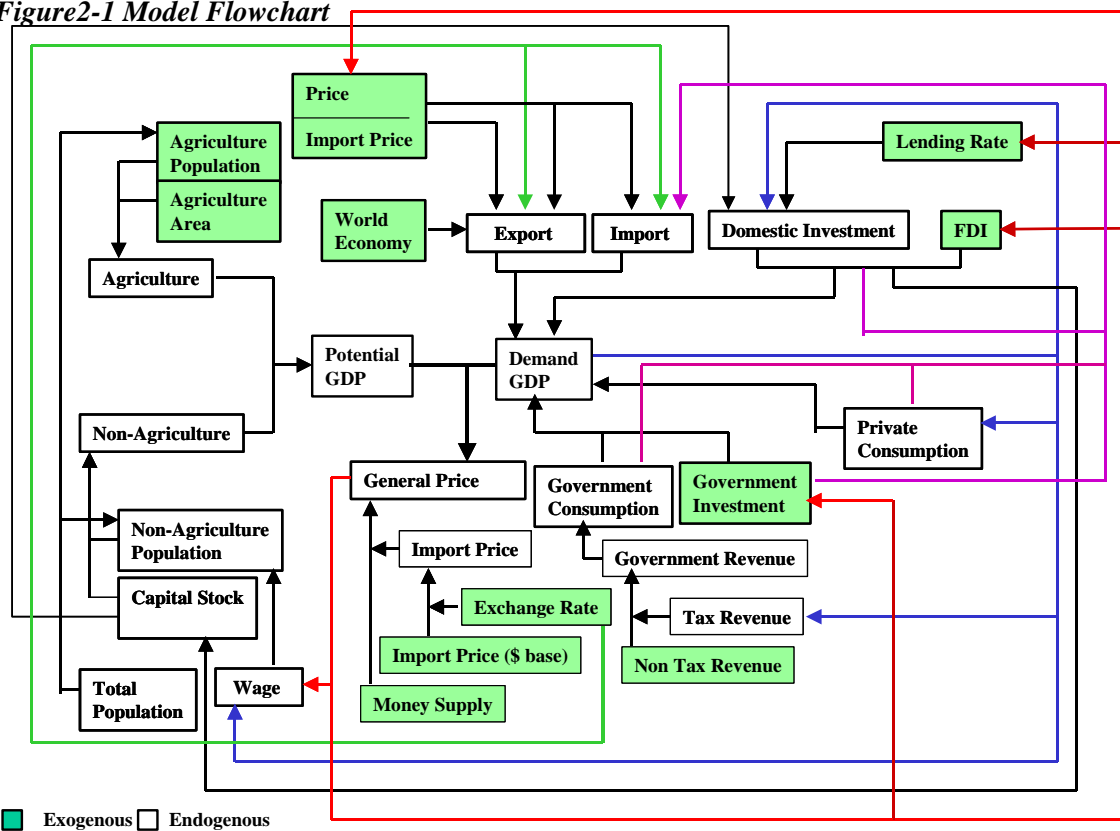 Figure2-1 Model Flowchart
Price
Import Price
Agriculture
Population
Agriculture
Area
Lending Rate
World
Economy
Export
Import
Domestic Investment
FDI
Agriculture
Potential
GDP
Demand
GDP
Non-Agriculture
Private
Consumption
General Price
Government
Consumption
Government
Investment
Non-Agriculture
Population
Import Price
Government Revenue
Capital Stock
Exchange Rate
Tax Revenue
Import Price ($ base)
Non Tax Revenue
Total
Population
Wage
Money Supply
Exogenous
Endogenous